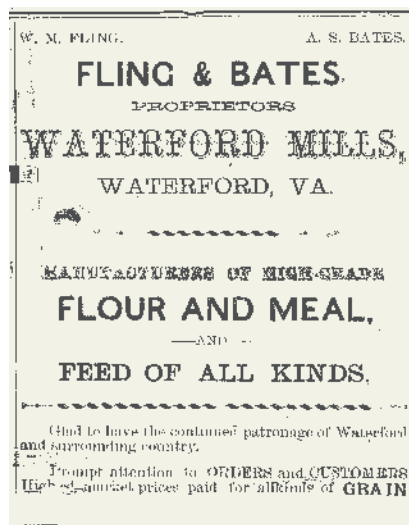 W. M. FLING. A. S. BATES.
FLING & BATES,
PROPRIETORS
WATERFORD MILLS,
WATERFORD, VA.
MANUFACTURERS OF HIGH-GRADE
FLOUR AND MEAL,
—AND—
FEED OF ALL KINDS,
Glad to have the continued patronage of Waterford
and surrounding country.
Prompt attention to ORDERS and CUSTOMERS
Highest market prices paid for all kinds of GRAIN